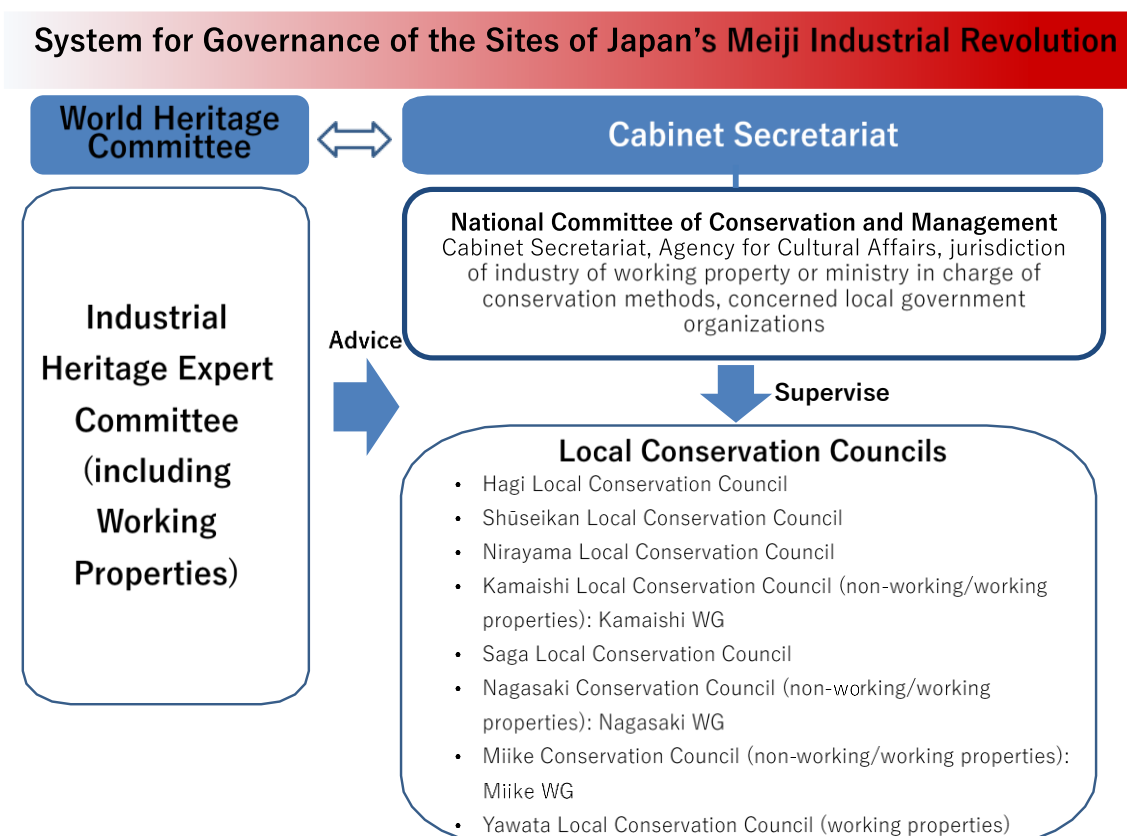 System for Governance of the Sites of Japan’s Meiji Industrial Revolution
World Heritage
Committee
Cabinet Secretariat
National Committee of Conservation and Management
Cabinet Secretariat, Agency for Cultural Affairs, jurisdiction
of industry of working property or ministry in charge of
conservation methods, concerned local government
organizations
Industrial
Heritage Expert
Committee
(including
Working
Properties)
Advice
Supervise
Local Conservation Councils
• Hagi Local Conservation Council
• Shūseikan Local Conservation Council
• Nirayama Local Conservation Council
• Kamaishi Local Conservation Council (non-working/working
properties): Kamaishi WG
• Saga Local Conservation Council
• Nagasaki Conservation Council (non-working/working
properties): Nagasaki WG
• Miike Conservation Council (non-working/working properties):
Miike WG
• Yawata Local Conservation Council (working properties)